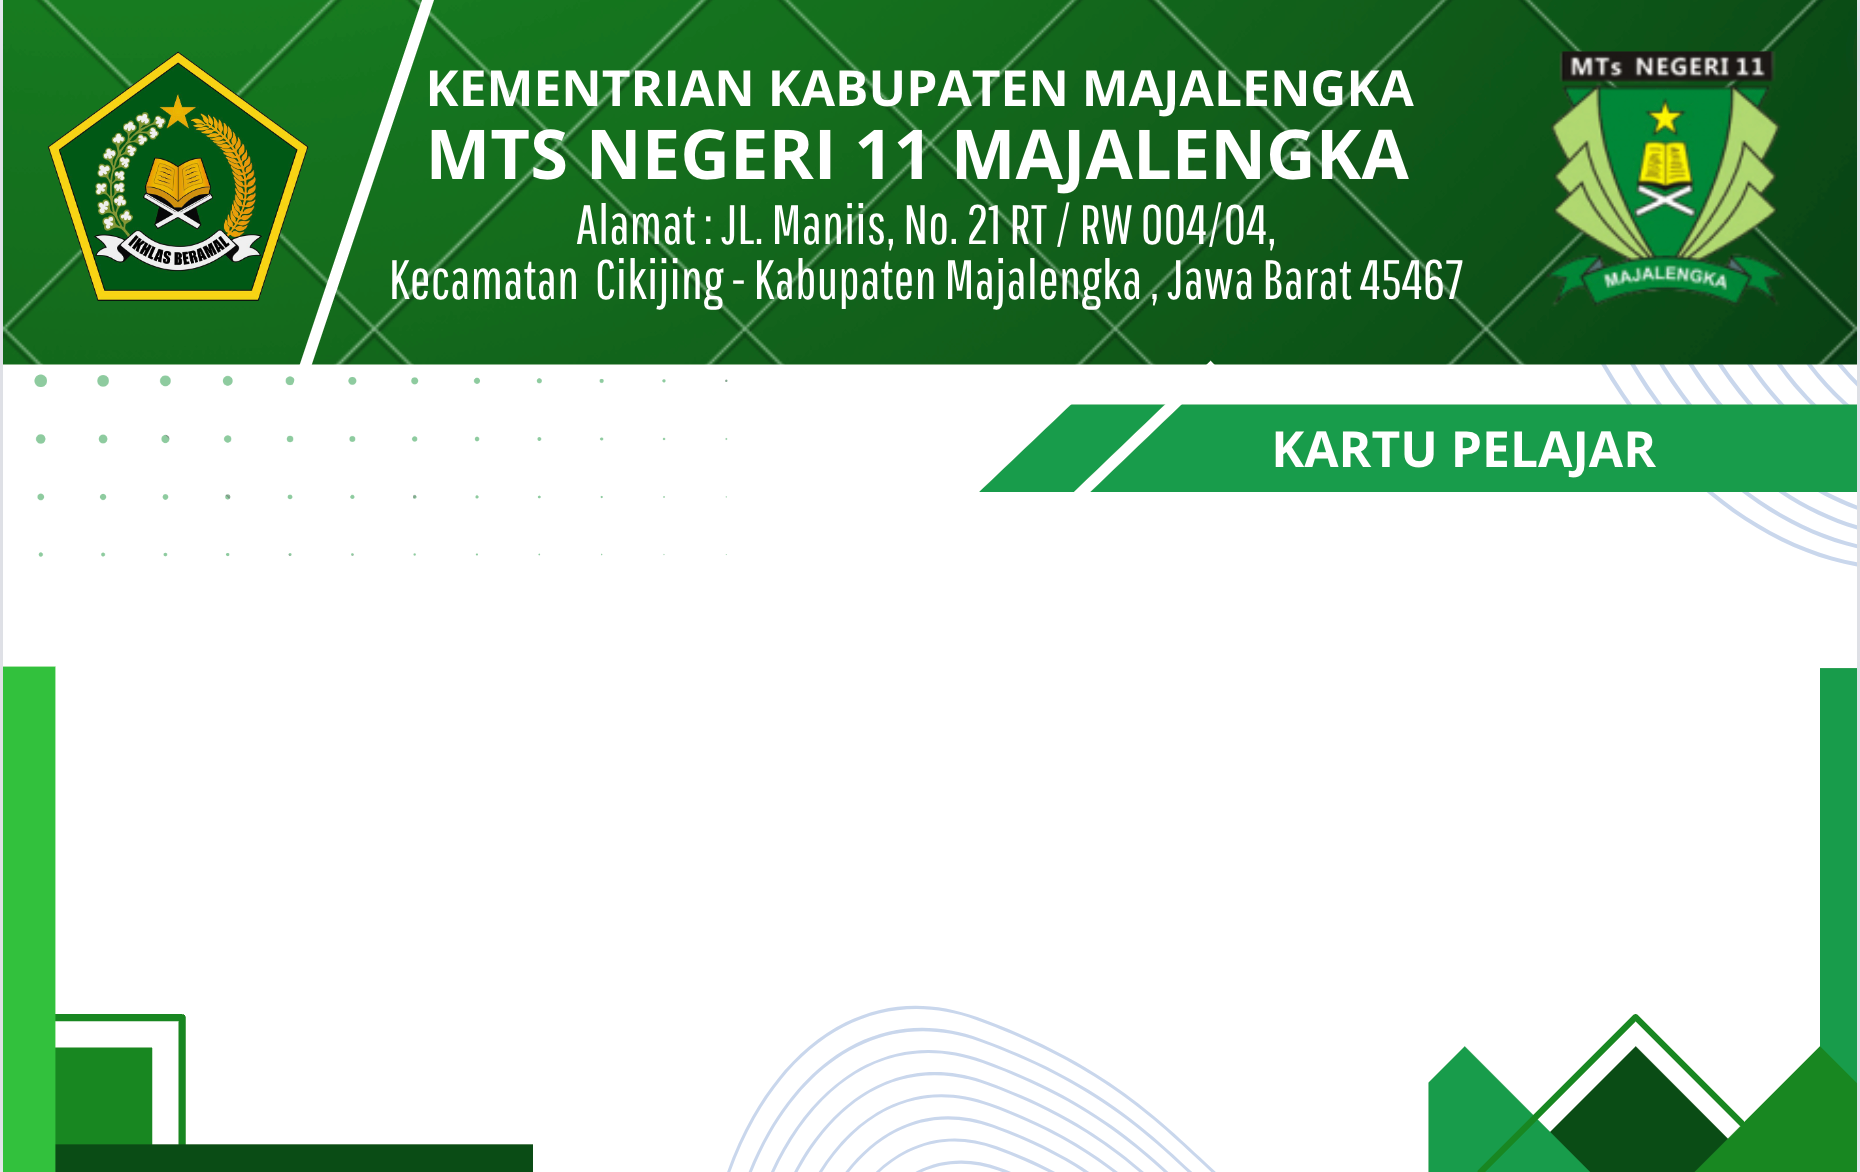 KEMENTRIAN KABUPATEN MAJALENGKA
MTS NEGERI 11 MAJALENGKA
Alamat : JL. Maniis, No. 21 RT / RW 004/04,
Kecamatan Cikijing - Kabupaten Majalengka , Jawa Barat 45467
IKHLAS BERAMAL
MTs NEGERI 11
MAJALENGKA
KARTU PELAJAR